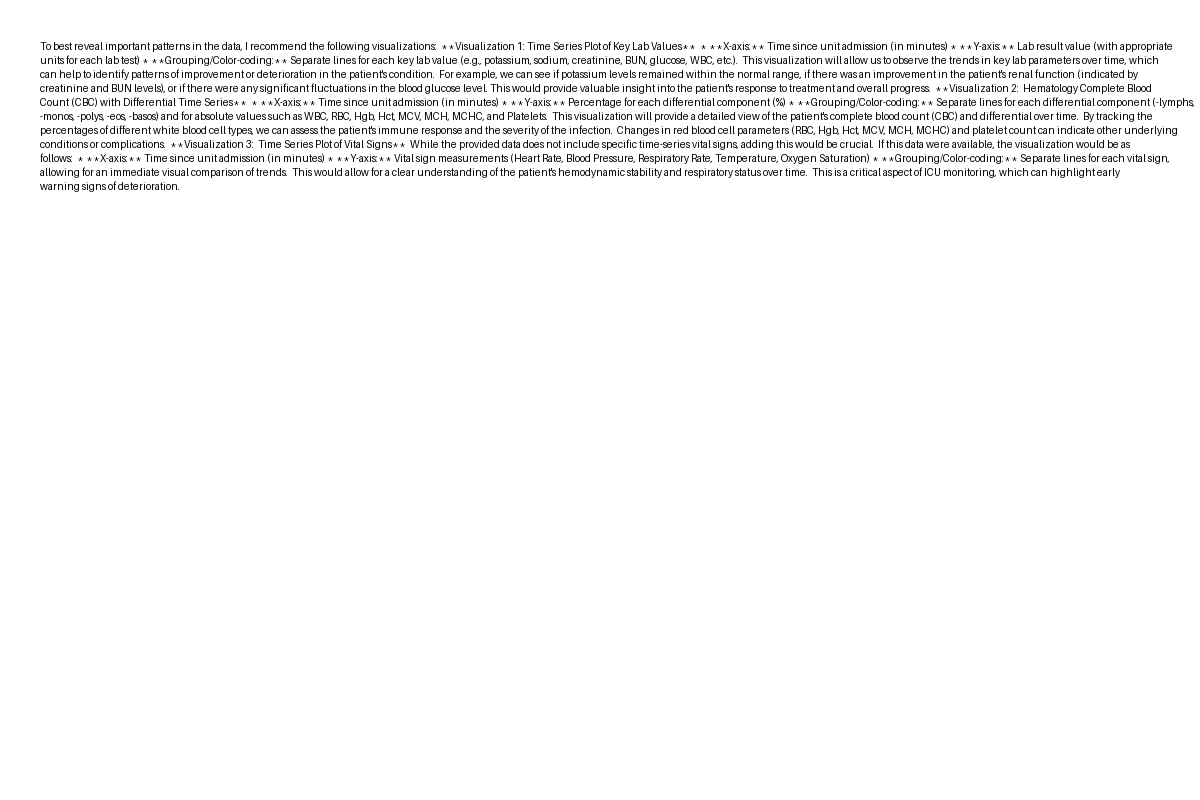 To best reveal important patterns in the data, I recommend the following visualizations:  **Visualization 1: Time Series Plot of Key Lab Values**  * **X-axis:** Time since unit admission (in minutes) * **Y-axis:** Lab result value (with appropriate
units for each lab test) * **Grouping/Color-coding:** Separate lines for each key lab value (e.g., potassium, sodium, creatinine, BUN, glucose, WBC, etc.).  This visualization will allow us to observe the trends in key lab parameters over time, which
can help to identify patterns of improvement or deterioration in the patient's condition.  For example, we can see if potassium levels remained within the normal range, if there was an improvement in the patient's renal function (indicated by
creatinine and BUN levels), or if there were any significant fluctuations in the blood glucose level. This would provide valuable insight into the patient's response to treatment and overall progress.  **Visualization 2:  Hematology Complete Blood
Count (CBC) with Differential Time Series**  * **X-axis:** Time since unit admission (in minutes) * **Y-axis:** Percentage for each differential component (%) * **Grouping/Color-coding:** Separate lines for each differential component (-lymphs,
-monos, -polys, -eos, -basos) and for absolute values such as WBC, RBC, Hgb, Hct, MCV, MCH, MCHC, and Platelets.  This visualization will provide a detailed view of the patient's complete blood count (CBC) and differential over time.  By tracking the
percentages of different white blood cell types, we can assess the patient's immune response and the severity of the infection.  Changes in red blood cell parameters (RBC, Hgb, Hct, MCV, MCH, MCHC) and platelet count can indicate other underlying
conditions or complications.  **Visualization 3:  Time Series Plot of Vital Signs**  While the provided data does not include specific time-series vital signs, adding this would be crucial.  If this data were available, the visualization would be as
follows:  * **X-axis:** Time since unit admission (in minutes) * **Y-axis:** Vital sign measurements (Heart Rate, Blood Pressure, Respiratory Rate, Temperature, Oxygen Saturation) * **Grouping/Color-coding:** Separate lines for each vital sign,
allowing for an immediate visual comparison of trends.  This would allow for a clear understanding of the patient's hemodynamic stability and respiratory status over time.  This is a critical aspect of ICU monitoring, which can highlight early
warning signs of deterioration.